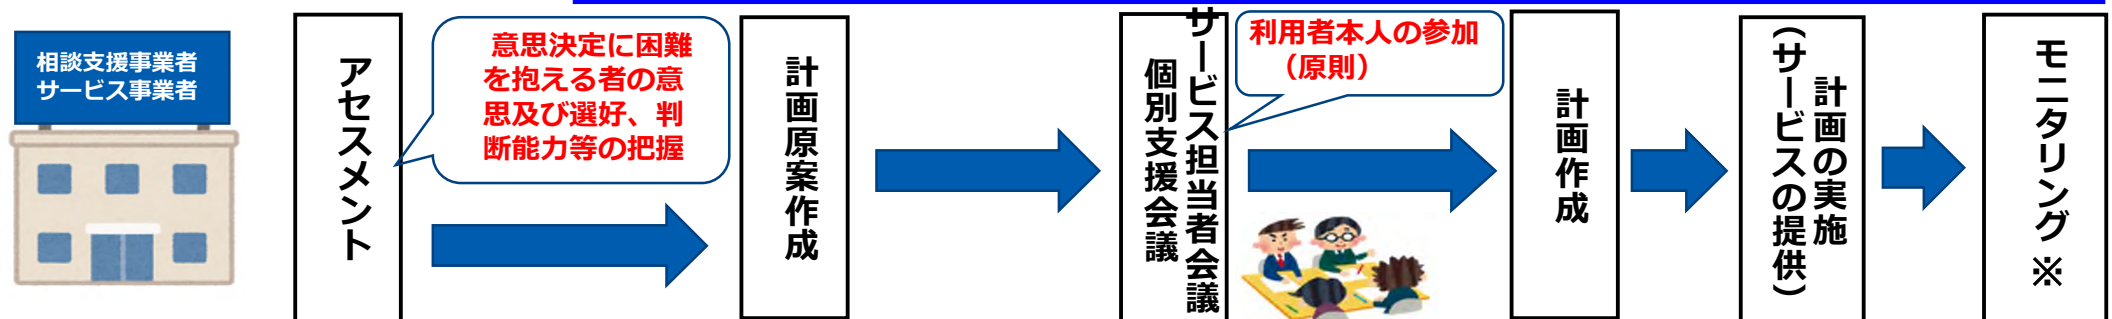 相談支援事業者
サービス事業者
アセスメント
意思決定に困難
を抱える者の意
思及び選好、判
断能力等の把握
計画原案作成
サービス担当者会議
個別支援会議
利用者本人の参加
（原則）
計画作成
計画の実施
（サービスの提供）
モニタリング※